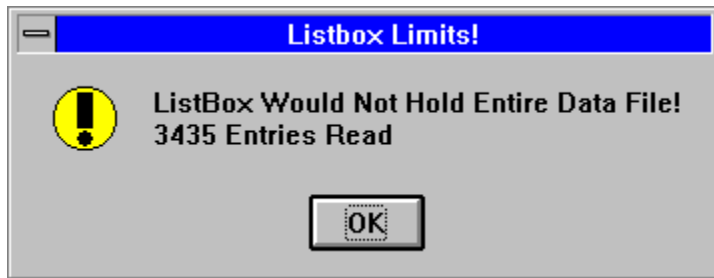 Listbox Limits!
ListBox Would Not Hold Entire Data File!
3435 Entries Read
OK